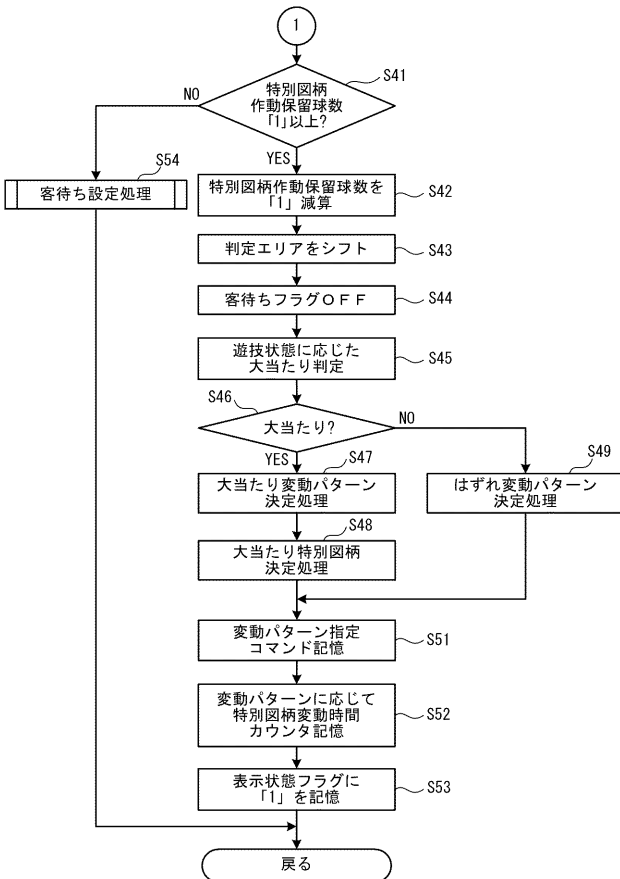 1
S41
特別図柄
作動保留球数
「1」以上?
NO
YES
S54
客待ち設定処理
特別図柄作動保留球数を
「1」減算
S42
判定エリアをシフト
S43
客待ちフラグOFF
S44
遊技状態に応じた
大当たり判定
S45
S46
大当たり?
NO
YES
S47
大当たり変動パターン
決定処理
S49
はずれ変動パターン
決定処理
S48
大当たり特別図柄
決定処理
変動パターン指定
コマンド記憶
S51
変動パターンに応じて
特別図柄変動時間
カウンタ記憶
S52
表示状態フラグに
「1」を記憶
S53
戻る